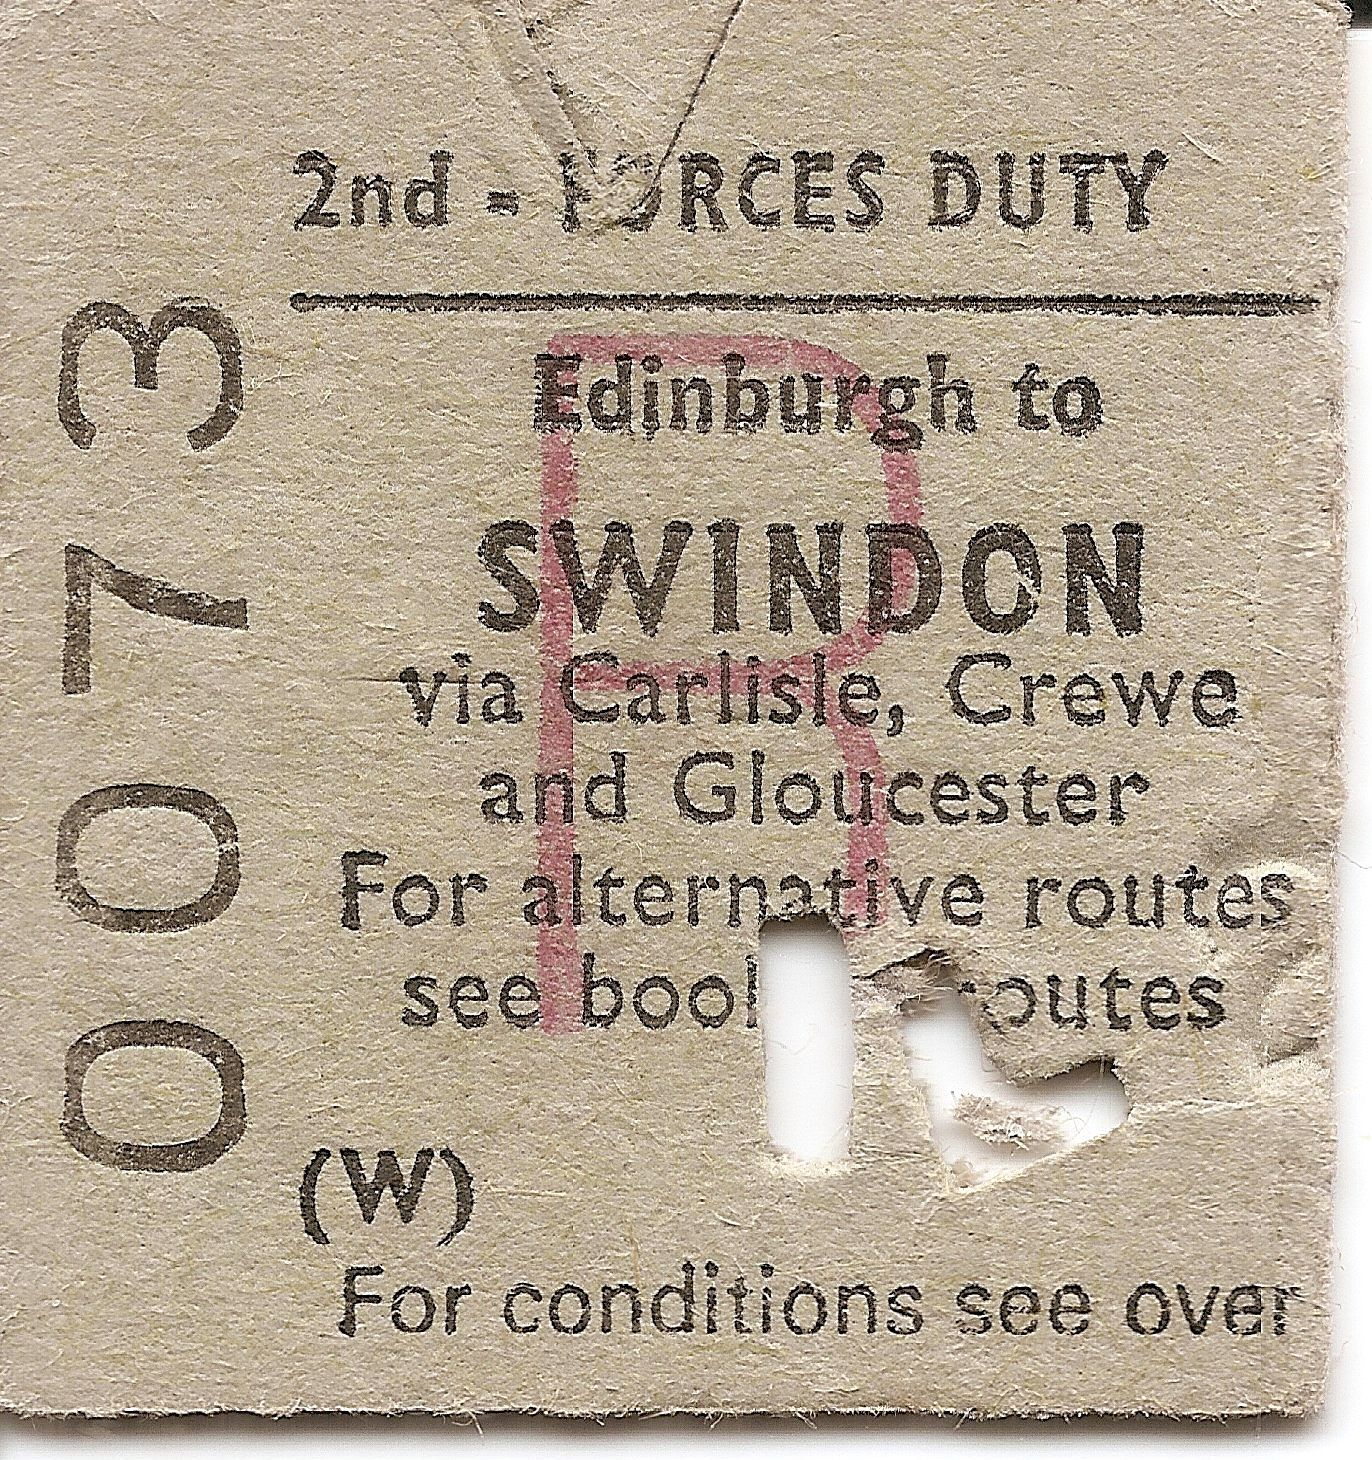 2nd - FORCES DUTY
Edinburgh to
SWINDON
via Carlisle, Crewe
and Gloucester
For alternative routes
see routes
(W)
For conditions see over
R
0073